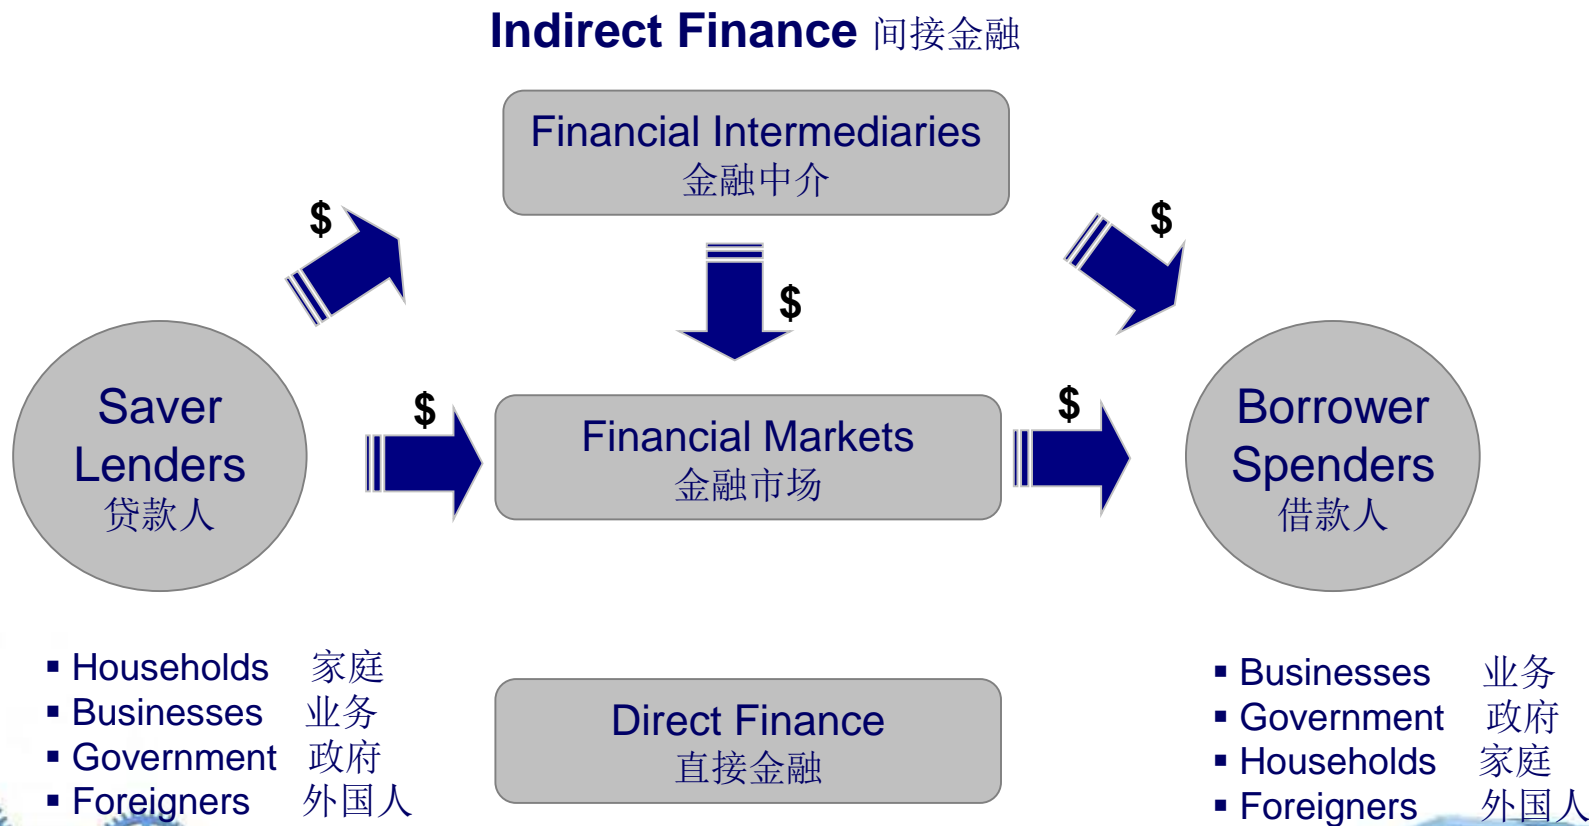 Indirect Finance 间接金融
Financial Intermediaries
金融中介
$
$
$
Saver
Lenders
贷款人
$
Financial Markets
金融市场
$
Borrower
Spenders
借款人
▪ Households 家庭
▪ Businesses 业务
▪ Government 政府
▪ Foreigners 外国人
Direct Finance
直接金融
▪ Businesses 业务
▪ Government 政府
▪ Households 家庭
▪ Foreigners 外国人